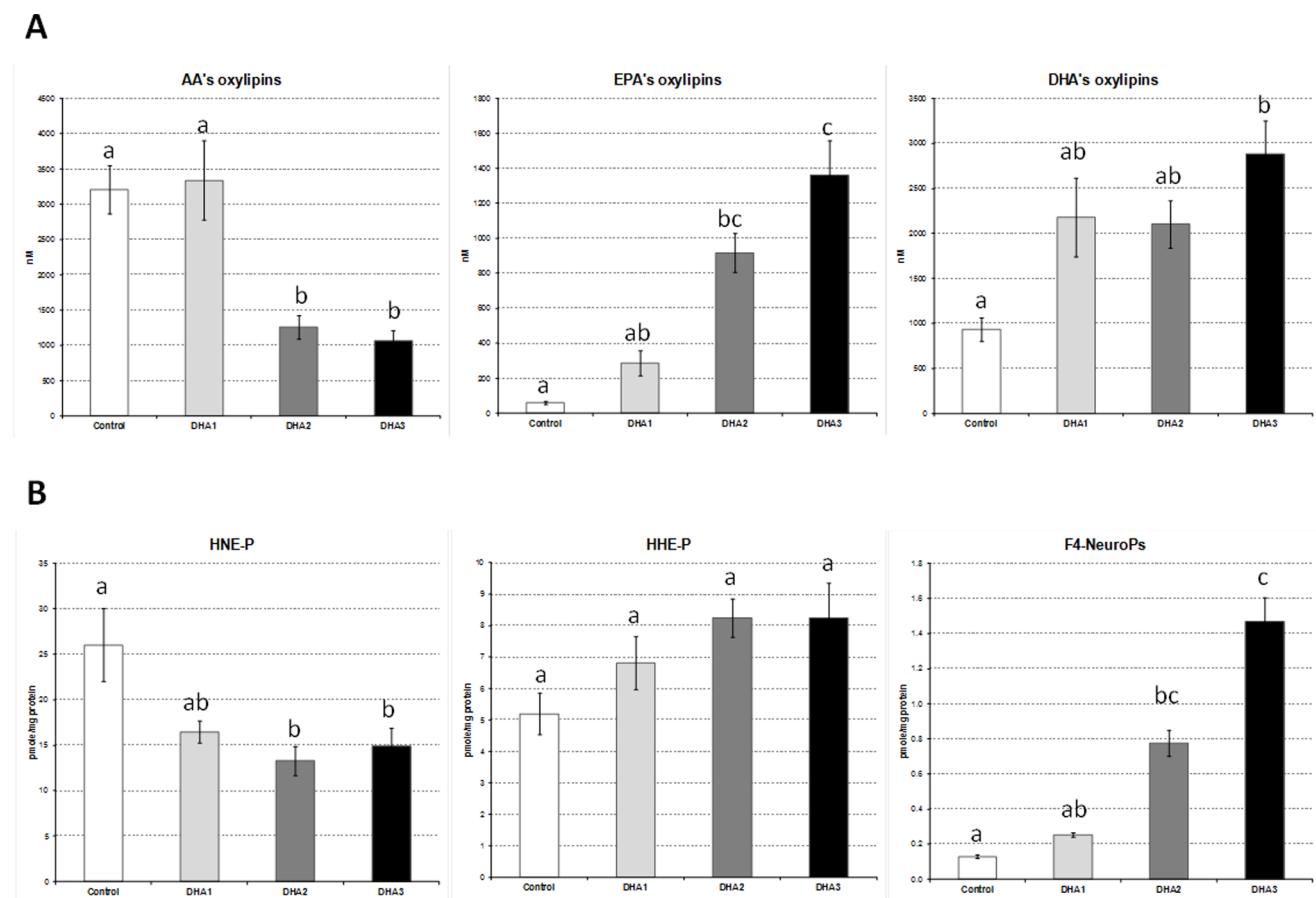 A
AA's oxylipins
EPA's oxylipins
DHA's oxylipins
4500
4000
3500
3000
2500
2000
1500
1000
500
0
nM
a
a
b
b
Control
DHA1
DHA2
DHA3
1800
1600
1400
1200
1000
800
600
400
200
0
nM
a
ab
bc
c
Control
DHA1
DHA2
DHA3
3500
3000
2500
2000
1500
1000
500
0
nM
a
ab
ab
b
Control
DHA1
DHA2
DHA3
B
HNE-P
HHE-P
F4-NeuroPs
35
30
25
20
15
10
5
0
pmole/mg protein
a
ab
b
b
Control
DHA1
DHA2
DHA3
10
9
8
7
6
5
4
3
2
1
0
pmole/mg protein
a
a
a
a
Control
DHA1
DHA2
DHA3
1.8
1.6
1.4
1.2
1.0
0.8
0.6
0.4
0.2
0.0
pmole/mg protein
a
ab
bc
c
Control
DHA1
DHA2
DHA3